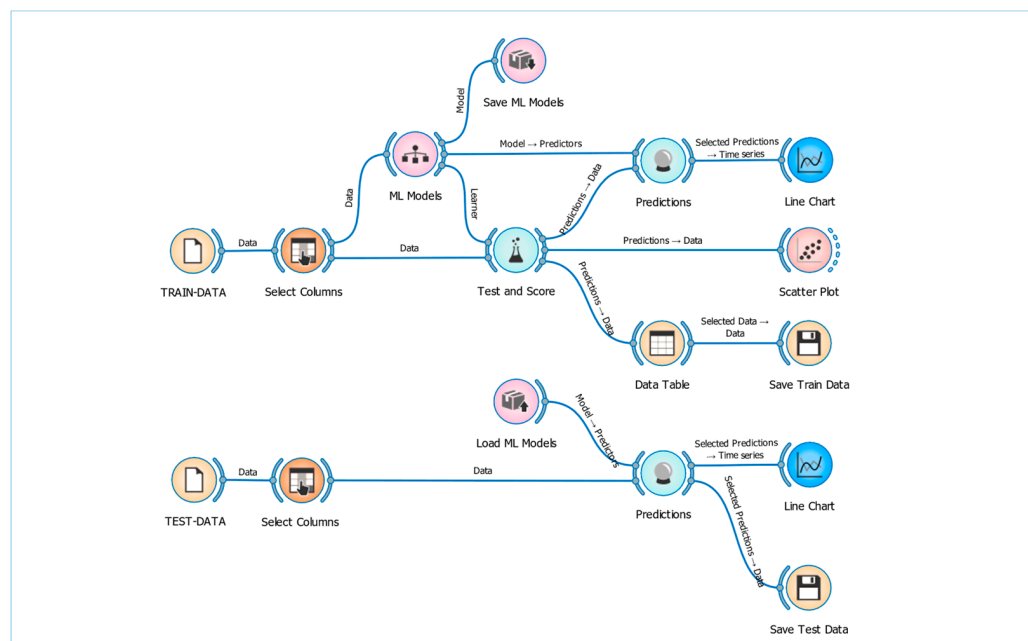 Model
Save ML Models
Model → Predictors
Selected Predictions
→ Time series
ML Models
Data
Learner
Predictions → Data
Predictions
Line Chart
Data
Data
Predictions → Data
TRAIN-DATA
Select Columns
Test and Score
Scatter Plot
Predictions → Data
Selected Data →
Data
Data Table
Save Train Data
Model → Predictors
Load ML Models
Selected Predictions
→ Time series
Data
Data
TEST-DATA
Select Columns
Predictions
Line Chart
Selected Predictions → Data
Save Test Data